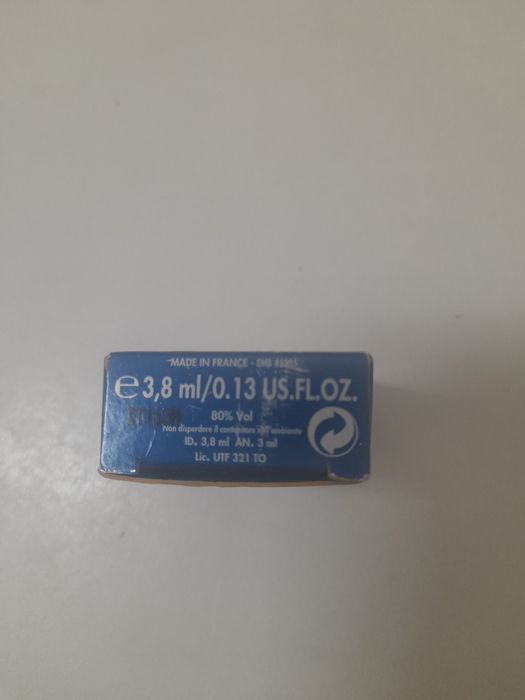 MADE IN FRANCE - EMB
e 3,8 ml/0.13 US.FL.OZ.
80% Vol
Non disperdere il contenitore nell'ambiente
ID. 3,8 ml AN. 3 ml
Lic. UTF 321 TO